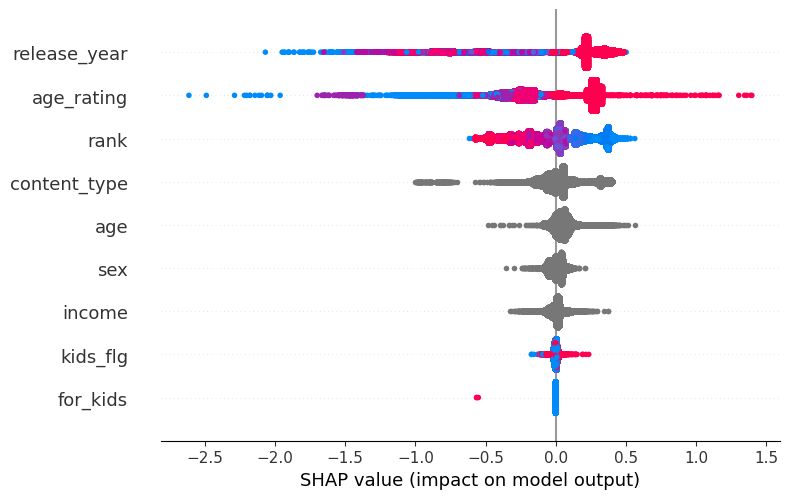 release_year
age_rating
rank
content_type
age
sex
income
kids_flg
for_kids
−2.5 −2.0 −1.5 −1.0 −0.5 0.0 0.5 1.0 1.5
SHAP value (impact on model output)